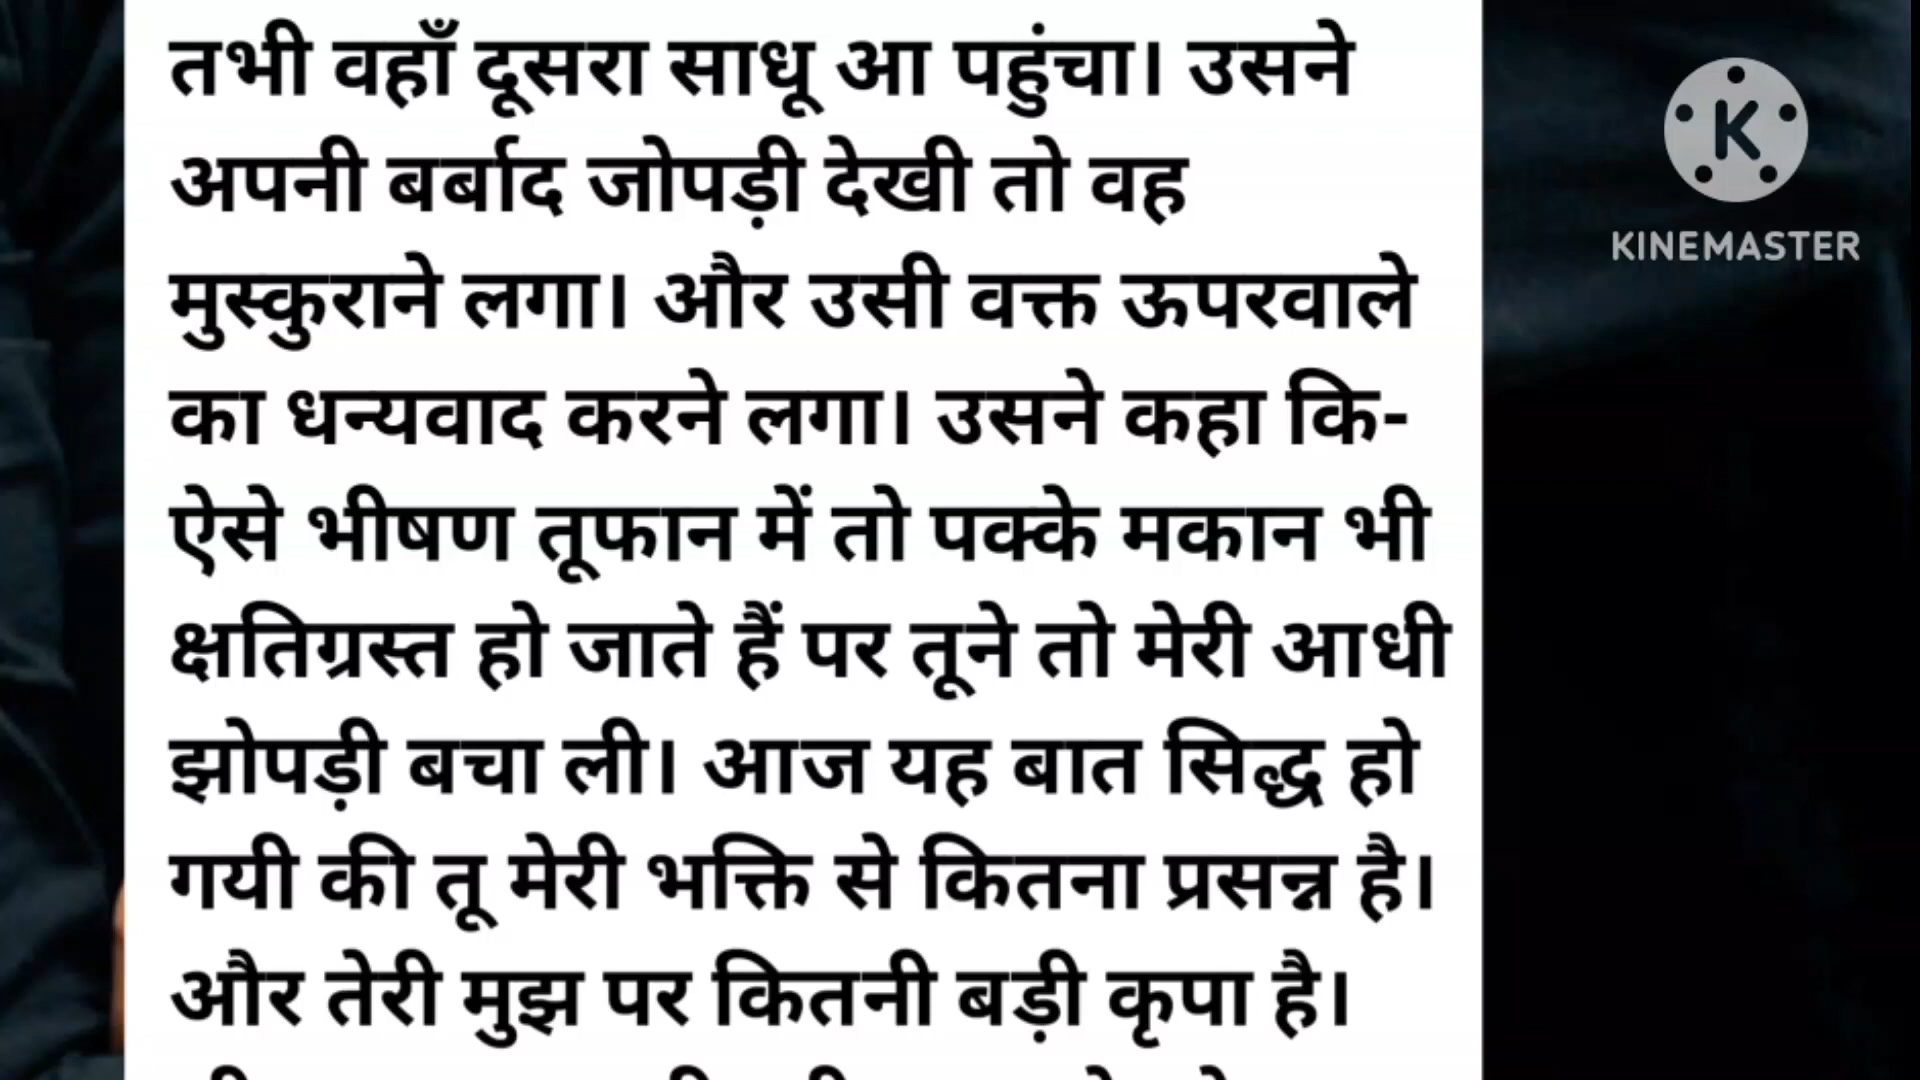 तभी वहाँ दूसरा साधू आ पहुंचा। उसने
अपनी बर्बाद जोपड़ी देखी तो वह
मुस्कुराने लगा। और उसी वक्त ऊपरवाले
का धन्यवाद करने लगा। उसने कहा कि-
ऐसे भीषण तूफान में तो पक्के मकान भी
क्षतिग्रस्त हो जाते हैं पर तूने तो मेरी आधी
झोपड़ी बचा ली। आज यह बात सिद्ध हो
गयी की तू मेरी भक्ति से कितना प्रसन्न है।
और तेरी मुझ पर कितनी बड़ी कृपा है।
K
KINEMASTER